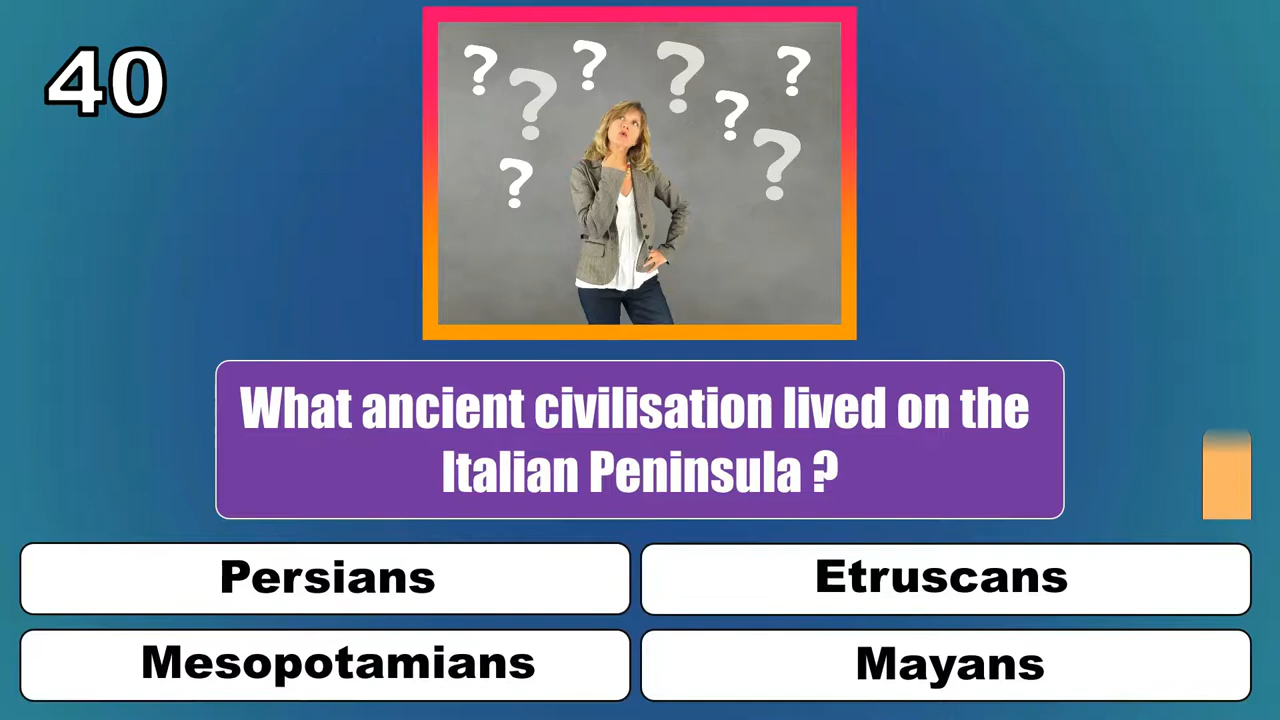 40
What ancient civilisation lived on the
Italian Peninsula ?
Persians
Etruscans
Mesopotamians
Mayans